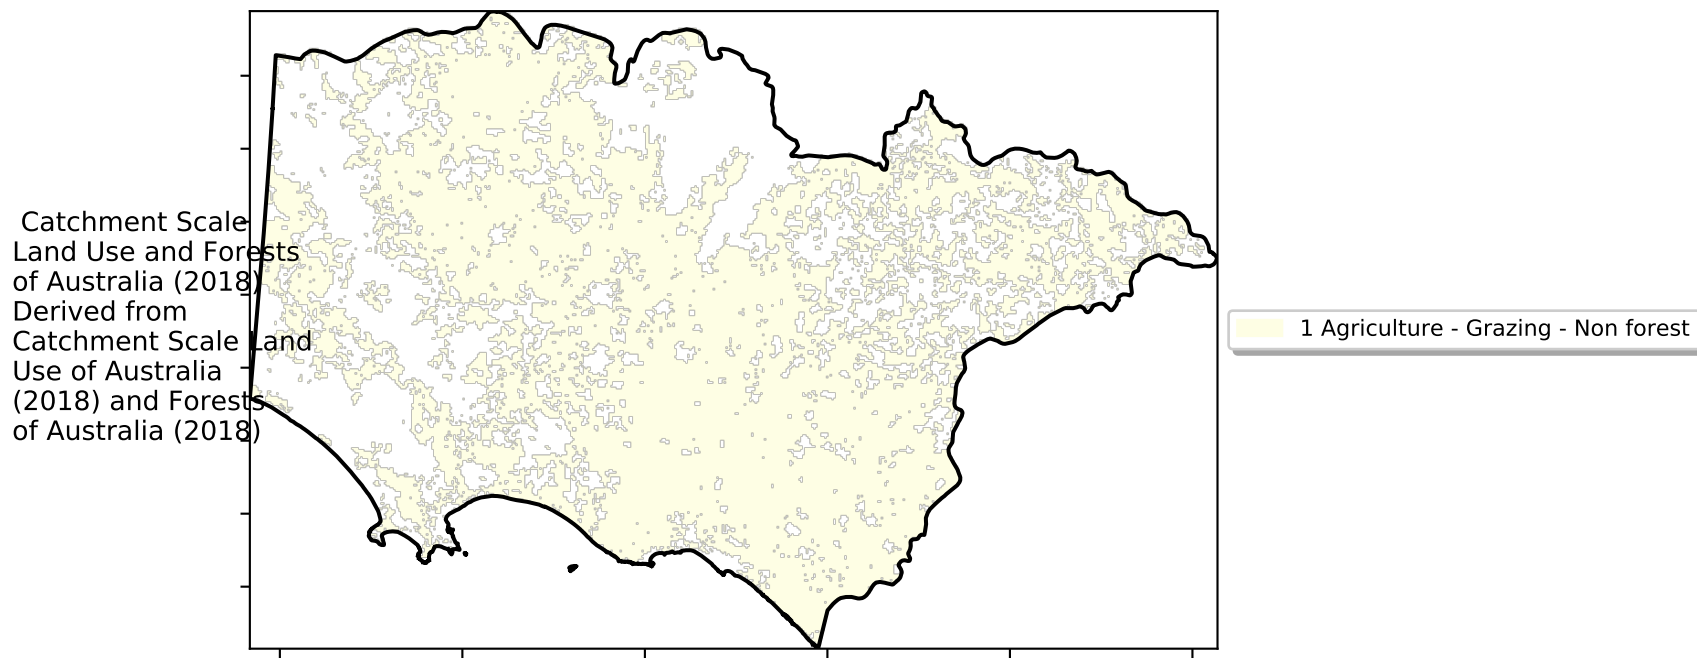 Catchment Scale
Land Use and Forests
of Australia (2018)
Derived from
Catchment Scale Land
Use of Australia
(2018) and Forests
of Australia (2018)
1 Agriculture - Grazing - Non forest